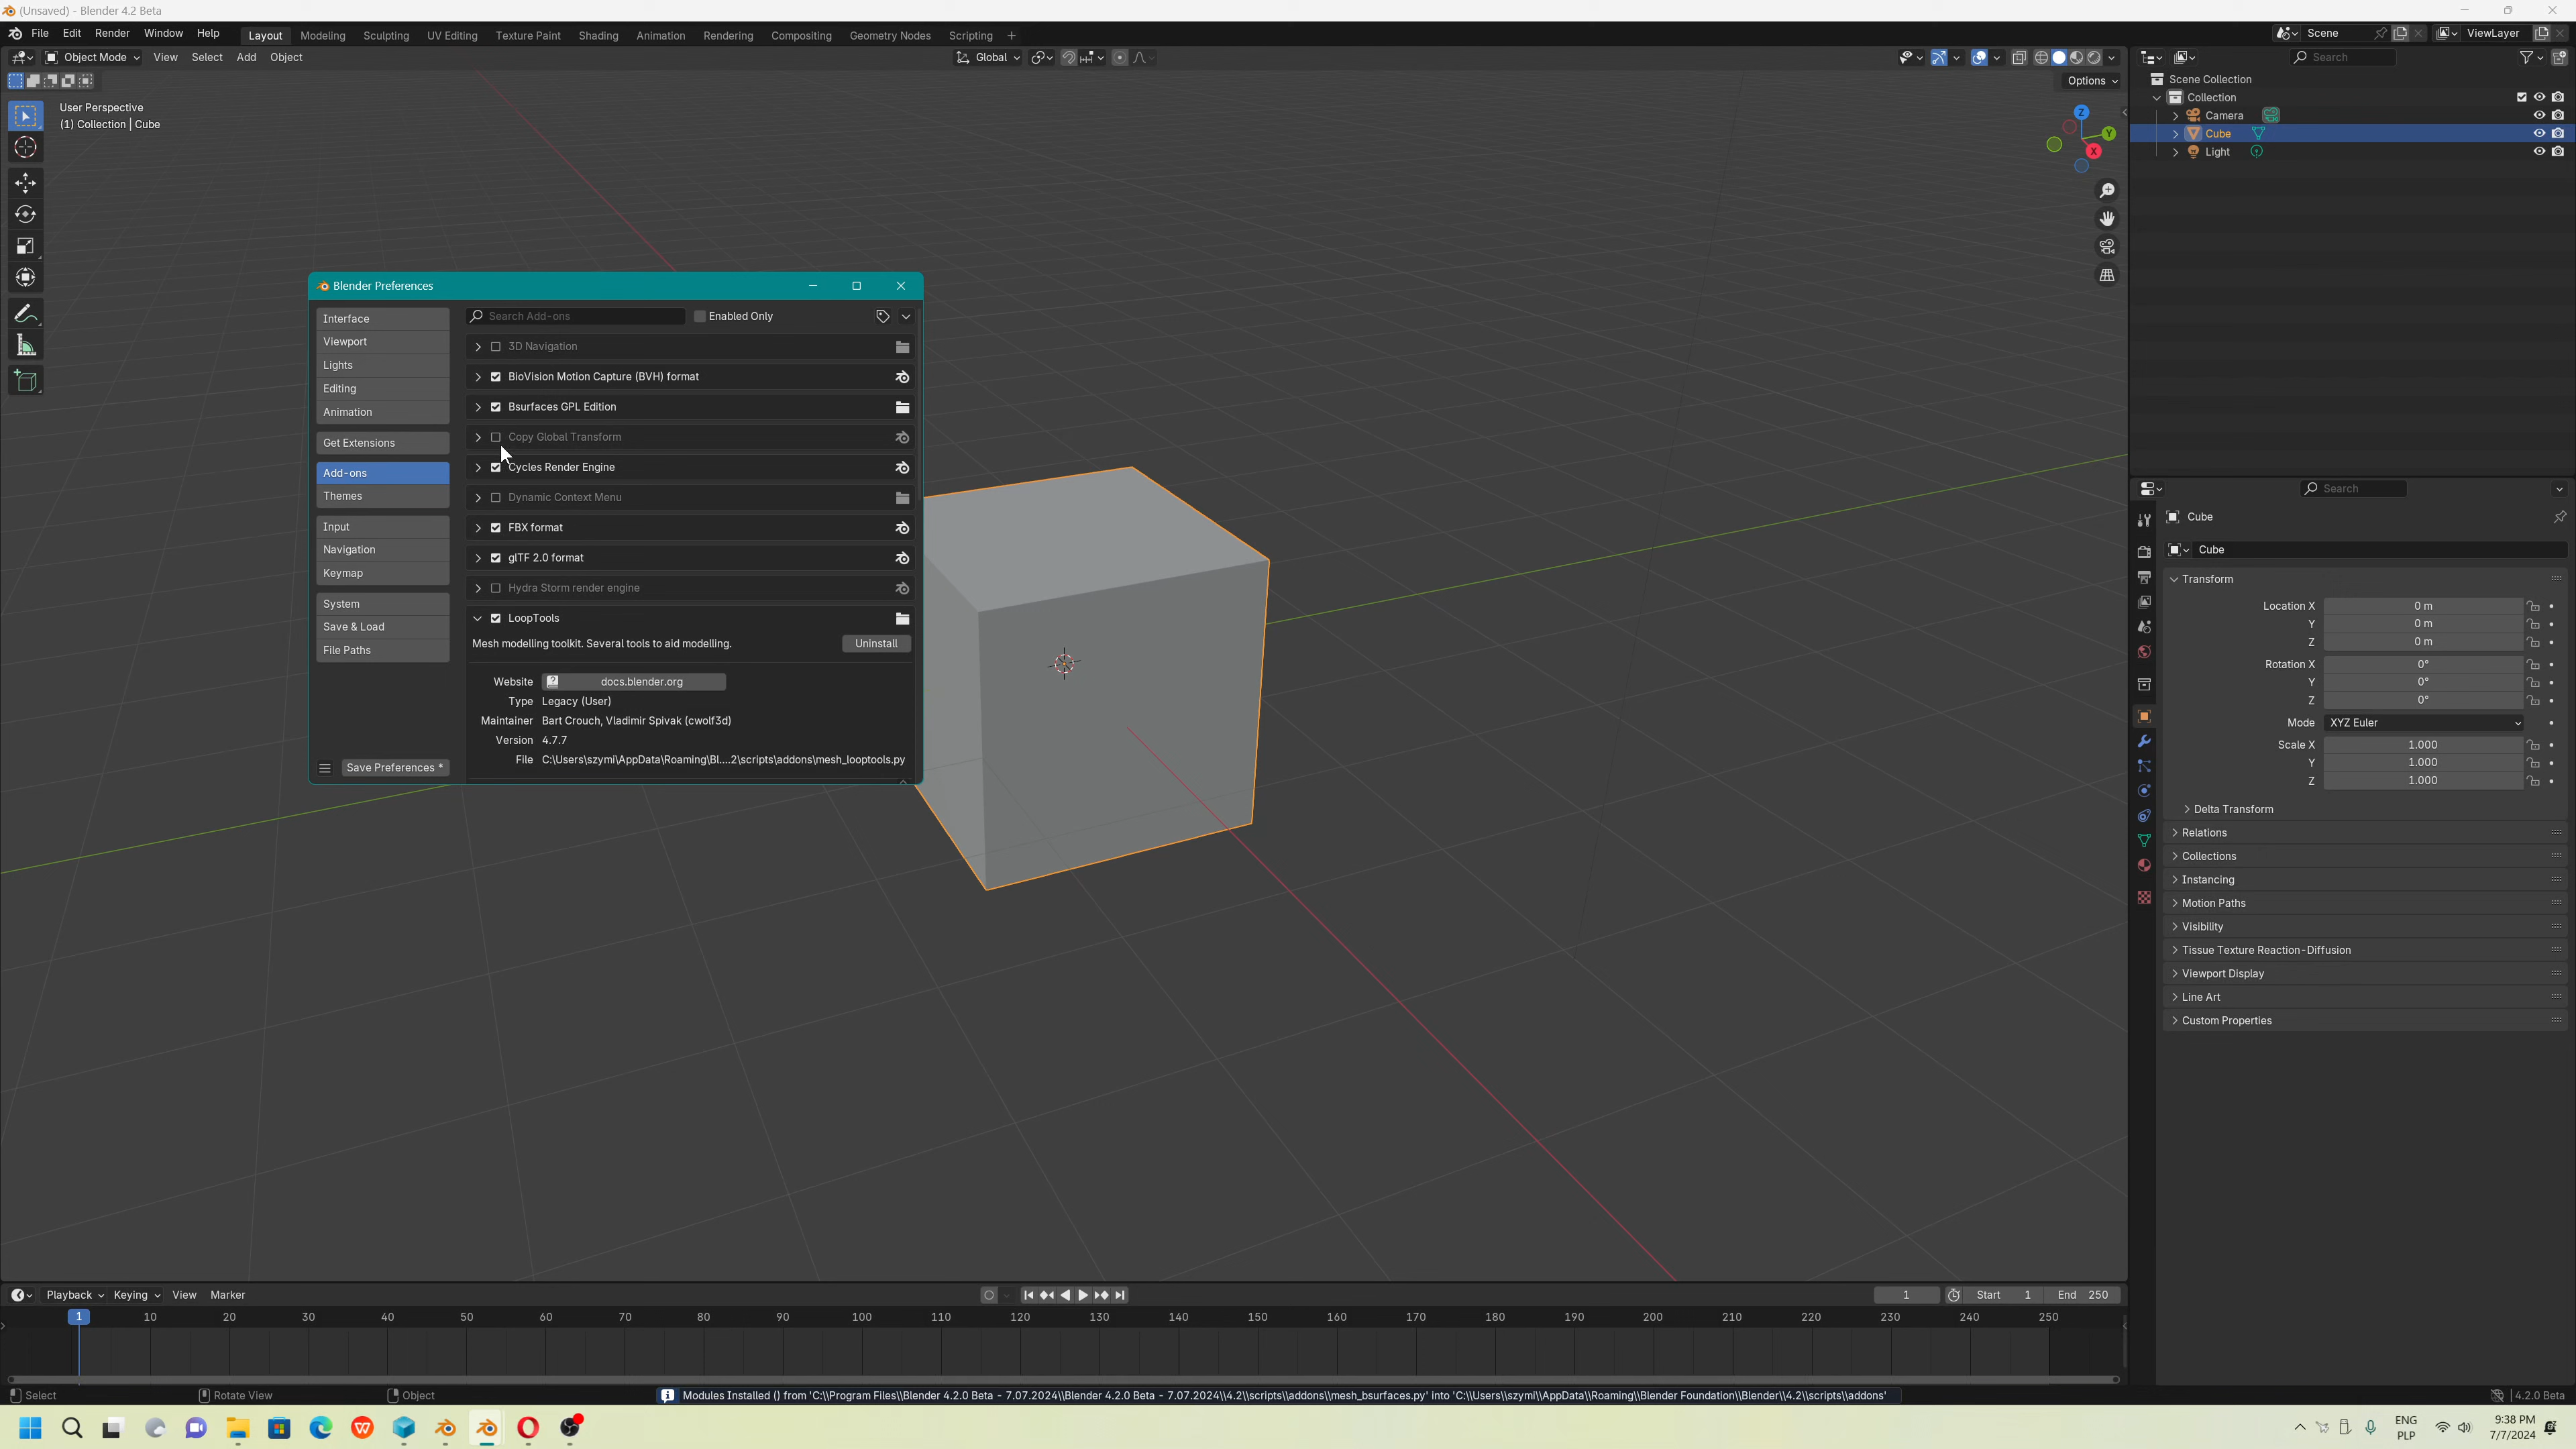 (Unsaved) - Blender 4.2 Beta
File Edit Render Window Help Layout Modeling Sculpting UV Editing Texture Paint Shading Animation Rendering Compositing Geometry Nodes Scripting + Scene ViewLayer
Object Mode View Select Add Object Global Search
Options
User Perspective
(1) Collection | Cube
Scene Collection
Collection
Camera
Cube
Light
Z
Y
X
Blender Preferences
Interface
Viewport
Lights
Editing
Animation
Get Extensions
Add-ons
Themes
Input
Navigation
Keymap
System
Save & Load
File Paths
Save Preferences *
Search Add-ons Enabled Only
3D Navigation
BioVision Motion Capture (BVH) format
Bsurfaces GPL Edition
Copy Global Transform
Cycles Render Engine
Dynamic Context Menu
FBX format
glTF 2.0 format
Hydra Storm render engine
LoopTools
Mesh modelling toolkit. Several tools to aid modelling. Uninstall
Website docs.blender.org
Type Legacy (User)
Maintainer Bart Crouch, Vladimir Spivak (cwolf3d)
Version 4.7.7
File C:\Users\szymi\AppData\Roaming\Bl....2\scripts\addons\mesh_looptools.py
Search
Cube
Cube
Transform
Location X 0 m
Y 0 m
Z 0 m
Rotation X 0°
Y 0°
Z 0°
Mode XYZ Euler
Scale X 1.000
Y 1.000
Z 1.000
Delta Transform
Relations
Collections
Instancing
Motion Paths
Visibility
Tissue Texture Reaction-Diffusion
Viewport Display
Line Art
Custom Properties
Playback Keying View Marker 1 Start 1 End 250
1 10 20 30 40 50 60 70 80 90 100 110 120 130 140 150 160 170 180 190 200 210 220 230 240 250
Select Rotate View Object Modules Installed () from 'C:\\Program Files\\Blender 4.2.0 Beta - 7.07.2024\\Blender 4.2.0 Beta - 7.07.2024\\4.2\\scripts\\addons\\mesh_bsurfaces.py' into 'C:\\Users\\szymi\\AppData\\Roaming\\Blender Foundation\\Blender\\4.2\\scripts\\addons' 4.2.0 Beta
ENG 9:38 PM
PLP 7/7/2024